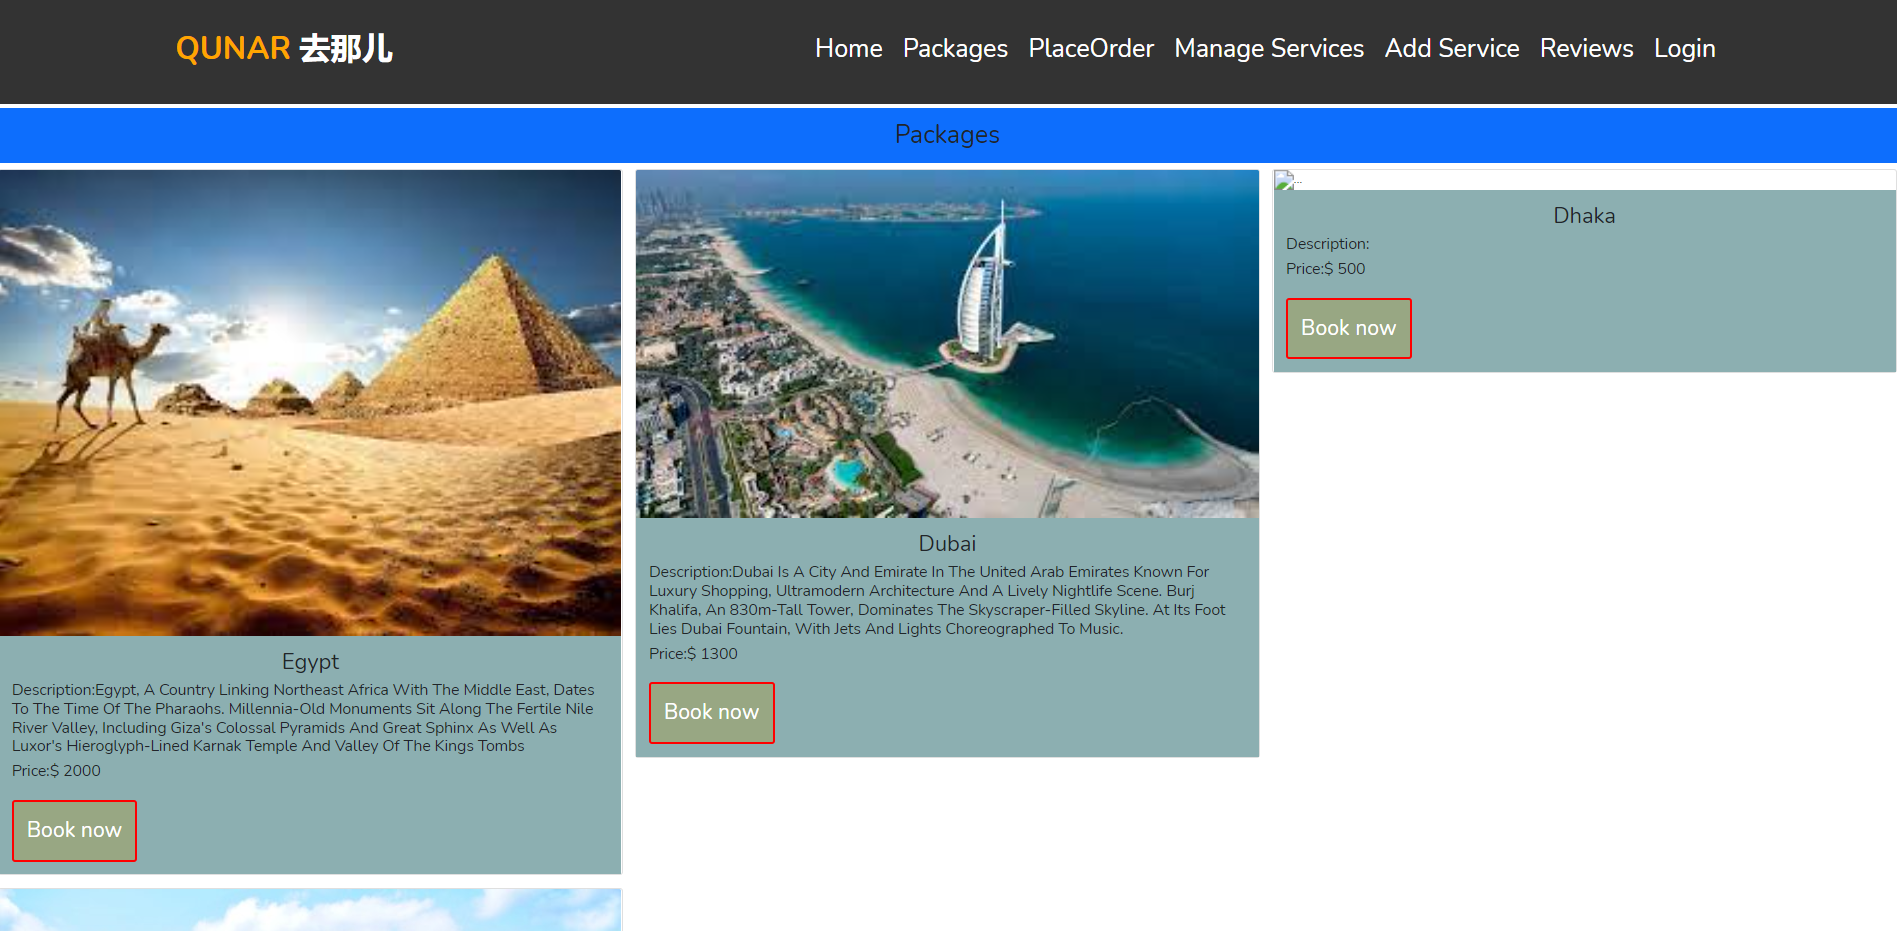 QUNAR 去那儿
Home Packages PlaceOrder Manage Services Add Service Reviews Login
Packages
Egypt
Description:Egypt, A Country Linking Northeast Africa With The Middle East, Dates
To The Time Of The Pharaohs. Millennia-Old Monuments Sit Along The Fertile Nile
River Valley, Including Giza's Colossal Pyramids And Great Sphinx As Well As
Luxor's Hieroglyph-Lined Karnak Temple And Valley Of The Kings Tombs
Price:$ 2000
Book now
Dubai
Description:Dubai Is A City And Emirate In The United Arab Emirates Known For
Luxury Shopping, Ultramodern Architecture And A Lively Nightlife Scene. Burj
Khalifa, An 830m-Tall Tower, Dominates The Skyscraper-Filled Skyline. At Its Foot
Lies Dubai Fountain, With Jets And Lights Choreographed To Music.
Price:$ 1300
Book now
...
Dhaka
Description:
Price:$ 500
Book now